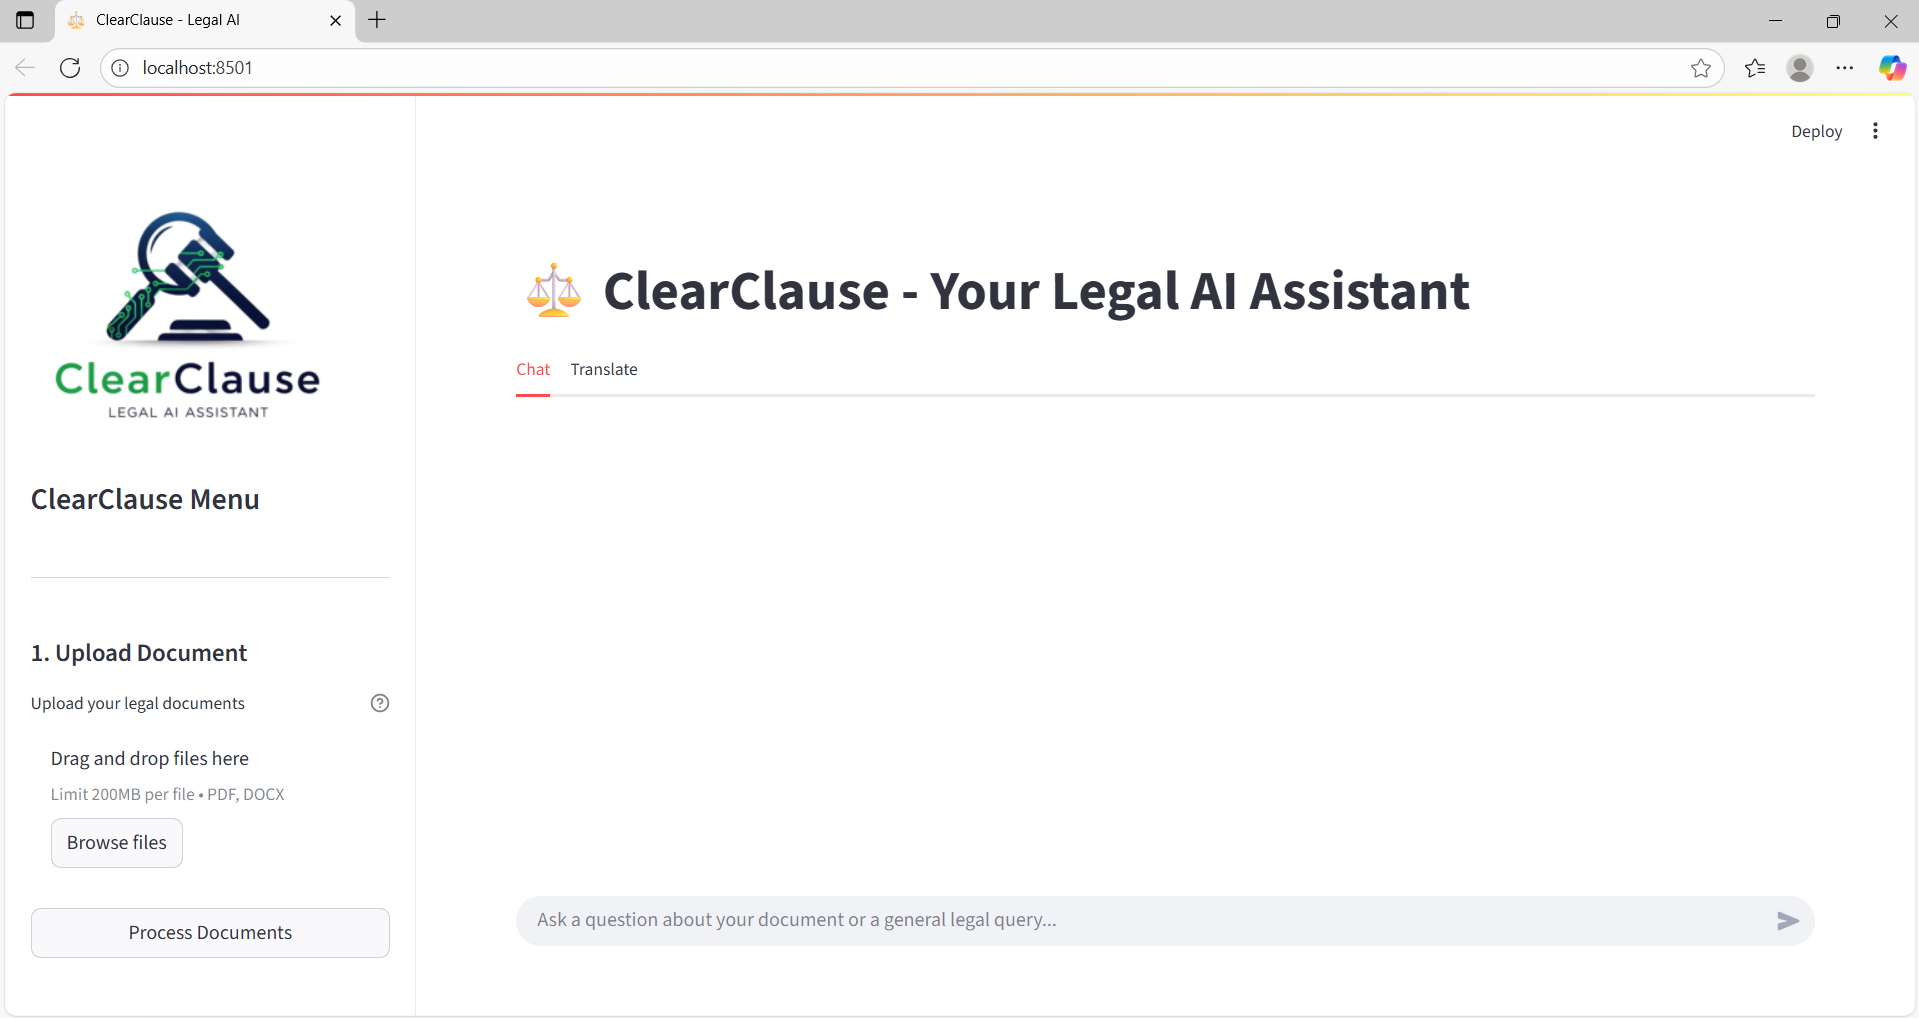 ClearClause - Legal AI
localhost:8501
Deploy
ClearClause
LEGAL AI ASSISTANT
ClearClause Menu
1. Upload Document
Upload your legal documents
Drag and drop files here
Limit 200MB per file • PDF, DOCX
Browse files
Process Documents
ClearClause - Your Legal AI Assistant
Chat Translate
Ask a question about your document or a general legal query...